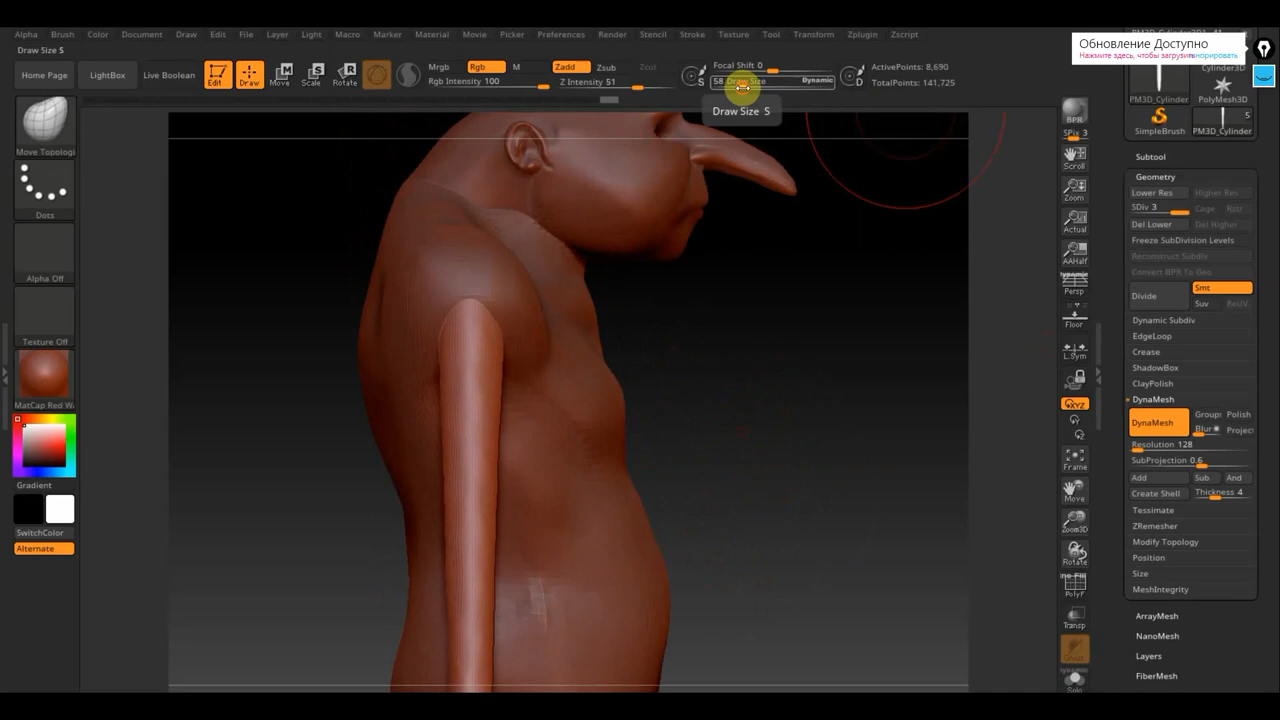 Alpha Brush Color Document Draw Edit File Layer Light Macro Marker Material Movie Picker Preferences Render Stencil Stroke Texture Tool Transform Zplugin Zscript
Draw Size S
Обновление Доступно
Нажмите здесь, чтобы загрузить
Home Page
LightBox
Live Boolean
Edit
Draw
Move
Scale
Rotate
Mrgb
Rgb
M
Rgb Intensity 100
Zadd
Zsub
Zcut
Z Intensity 51
S
Focal Shift 0
58 Draw Size
Dynamic
D
ActivePoints: 8,690
TotalPoints: 141,725
Draw Size S
Move Topologi
Dots
Alpha Off
Texture Off
MatCap Red W
Gradient
SwitchColor
Alternate
BPR
SPix 3
Scroll
Zoom
Actual
AAHalf
Persp
Floor
L.Sym
XYZ
Y
Z
Frame
Move
Zoom3D
Rotate
PolyF
Transp
Ghost
Solo
PM3D_Cylinder
PolyMesh3D
5
SimpleBrush
PM3D_Cylinder
Subtool
Geometry
Lower Res
Higher Res
SDiv 3
Cage
Rstr
Del Lower
Del Higher
Freeze SubDivision Levels
Reconstruct Subdiv
Convert BPR To Geo
Divide
Smt
Suv
ReUV
Dynamic Subdiv
EdgeLoop
Crease
ShadowBox
ClayPolish
DynaMesh
DynaMesh
Group
Polish
Blur
Project
Resolution 128
SubProjection 0.6
Add
Sub
And
Create Shell
Thickness 4
Tessimate
ZRemesher
Modify Topology
Position
Size
MeshIntegrity
ArrayMesh
NanoMesh
Layers
FiberMesh